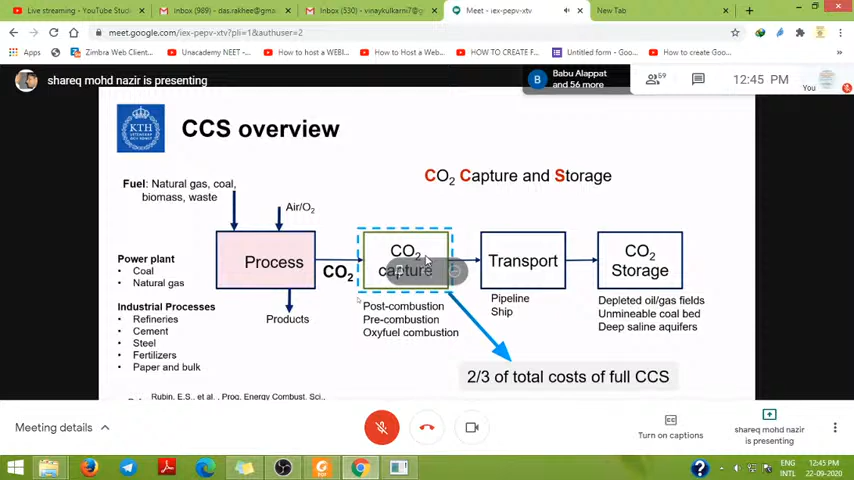 Live streaming - YouTube Studi
Inbox (989) - das.rakhee@gma
Inbox (530) - vinaykulkarni7@g
Meet - iex-pepv-xtv
New Tab
meet.google.com/iex-pepv-xtv?pli=1&authuser=2
Zimbra Web Client
Unacademy NEET -
How to host a WEBI...
How to Host a Web...
HOW TO CREATE F...
Untitled form - Goo...
How to create Goog...
shareq mohd nazir is presenting
B
Babu Alappat
and 56 more
59
12:45 PM
You
KTH
CCS overview
CO2 Capture and Storage
Fuel: Natural gas, coal,
biomass, waste
Air/O2
Process
CO2
CO2
capture
Transport
CO2
Storage
Power plant
• Coal
• Natural gas
Industrial Processes
• Refineries
• Cement
• Steel
• Fertilizers
• Paper and bulk
Products
Post-combustion
Pre-combustion
Oxyfuel combustion
Pipeline
Ship
Depleted oil/gas fields
Unmineable coal bed
Deep saline aquifers
2/3 of total costs of full CCS
Rubin, E.S., et al., Prog. Energy Combust. Sci.,
Meeting details
Turn on captions
shareq mohd nazir
is presenting
ENG
INTL
12:45 PM
22-09-2020